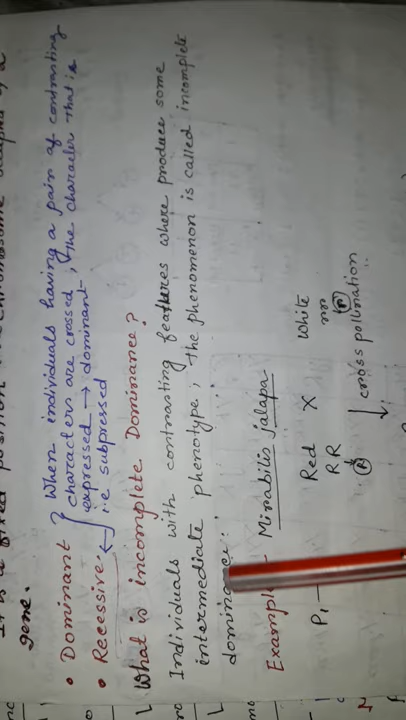 gene.
• Dominant } When individuals having a pair of contrasting
characters are crossed, the character that is
expressed → dominant
• Recessive i.e subpressed
What is incomplete Dominance?
Individuals with contrasting features where produce some
intermediate phenotype, the phenomenon is called incomplete
dominance.
Example - Mirabilis jalapa
P1 Red X White
RR rr
R r
↓ cross pollination